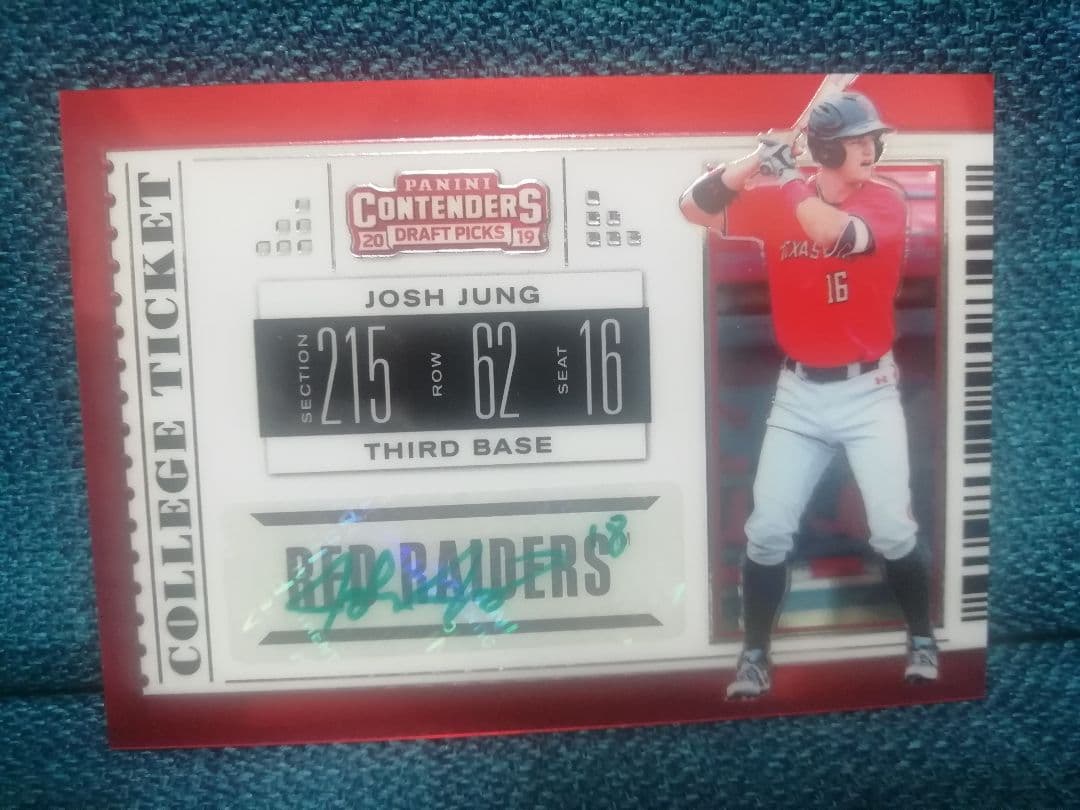 COLLEGE TICKET
PANINI
CONTENDERS
20 DRAFT PICKS 19
JOSH JUNG
SECTION 215 ROW 62 SEAT 16
THIRD BASE
RED RAIDERS
16